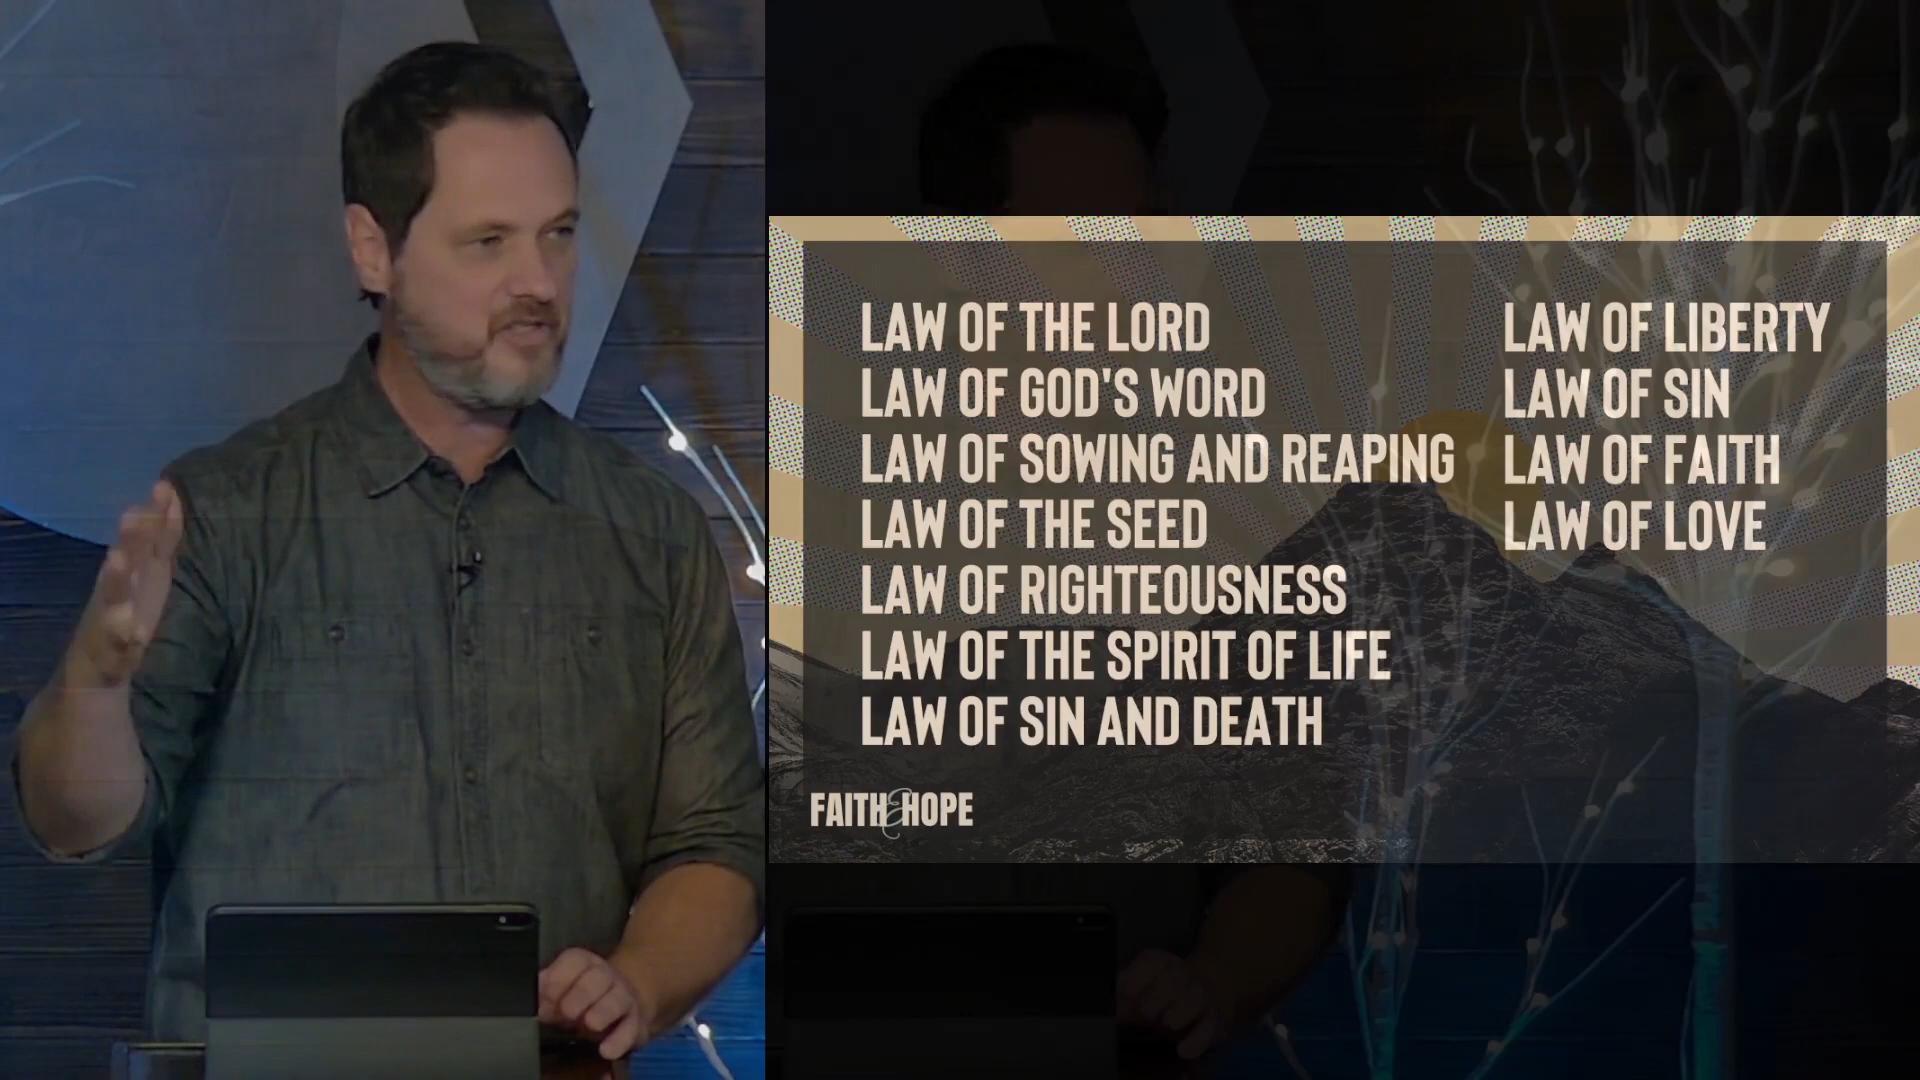 LAW OF THE LORD
LAW OF GOD'S WORD
LAW OF SOWING AND REAPING
LAW OF THE SEED
LAW OF RIGHTEOUSNESS
LAW OF THE SPIRIT OF LIFE
LAW OF SIN AND DEATH
LAW OF LIBERTY
LAW OF SIN
LAW OF FAITH
LAW OF LOVE
FAITH & HOPE